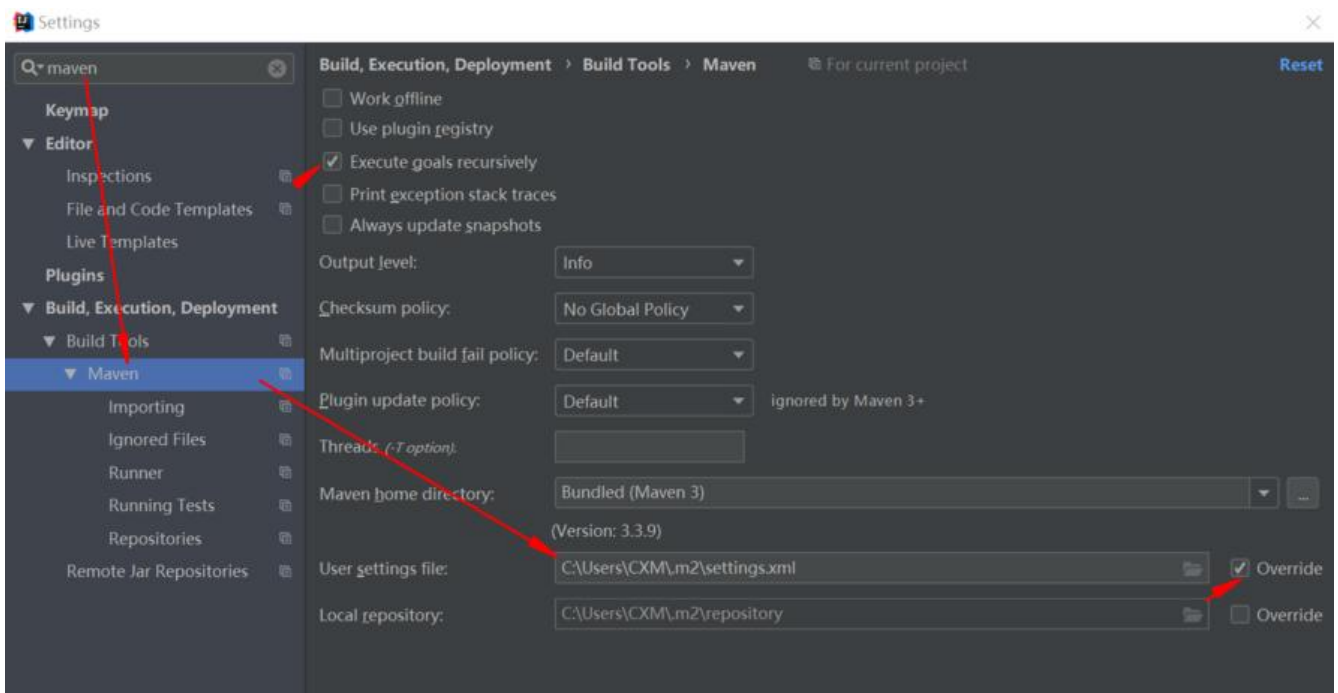 Settings
maven
Keymap
Editor
Inspections
File and Code Templates
Live Templates
Plugins
Build, Execution, Deployment
Build Tools
Maven
Importing
Ignored Files
Runner
Running Tests
Repositories
Remote Jar Repositories
Build, Execution, Deployment › Build Tools › Maven For current project Reset
Work offline
Use plugin registry
Execute goals recursively
Print exception stack traces
Always update snapshots
Output level: Info
Checksum policy: No Global Policy
Multiproject build fail policy: Default
Plugin update policy: Default ignored by Maven 3+
Threads (-T option):
Maven home directory: Bundled (Maven 3) ...
(Version: 3.3.9)
User settings file: C:\Users\CXM\.m2\settings.xml Override
Local repository: C:\Users\CXM\.m2\repository Override